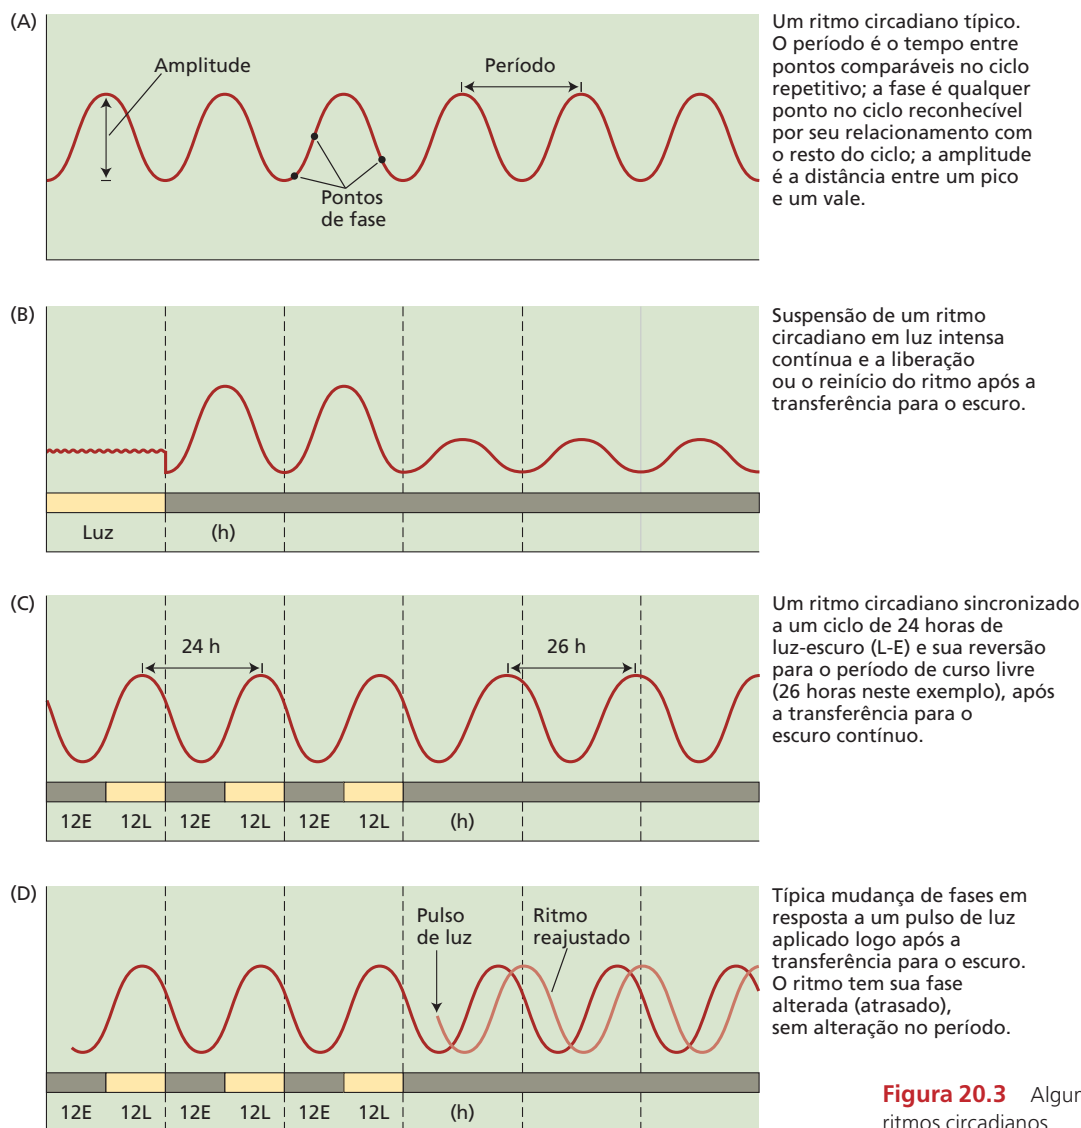 (A)
Amplitude
Período
Pontos
de fase
Um ritmo circadiano típico.
O período é o tempo entre
pontos comparáveis no ciclo
repetitivo; a fase é qualquer
ponto no ciclo reconhecível
por seu relacionamento com
o resto do ciclo; a amplitude
é a distância entre um pico
e um vale.
(B)
Luz
(h)
Suspensão de um ritmo
circadiano em luz intensa
contínua e a liberação
ou o reinício do ritmo após a
transferência para o escuro.
(C)
24 h
26 h
12E 12L 12E 12L 12E 12L (h)
Um ritmo circadiano sincronizado
a um ciclo de 24 horas de
luz-escuro (L-E) e sua reversão
para o período de curso livre
(26 horas neste exemplo), após
a transferência para o
escuro contínuo.
(D)
Pulso
de luz
Ritmo
reajustado
12E 12L 12E 12L 12E 12L (h)
Típica mudança de fases em
resposta a um pulso de luz
aplicado logo após a
transferência para o escuro.
O ritmo tem sua fase
alterada (atrasado),
sem alteração no período.
Figura 20.3
ritmos circadianos